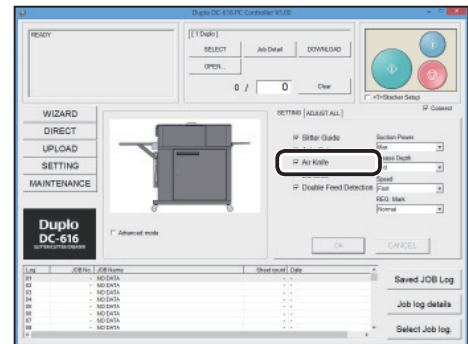 Duplo DC-616 PC Controller V1.00
READY
[ 1 Duplo ]
SELECT Job Detail DOWNLOAD
OPEN...
0 / 0 Clear
+T+Stacker Setup
Connect
WIZARD
DIRECT
UPLOAD
SETTING
MAINTENANCE
Duplo
DC-616
SLITTER/CUTTER/CREASER
Advanced mode
SETTING ADJUST ALL
Slitter Guide
Air Knife
Double Feed Detection
Suction Power
Max
Depth
Speed
Fast
REG. Mark
Normal
OK CANCEL
Log JOB No. JOB Name Sheet count Date
01 - NO DATA - -
02 - NO DATA - -
03 - NO DATA - -
04 - NO DATA - -
05 - NO DATA - -
06 - NO DATA - -
07 - NO DATA - -
08 - NO DATA - -
Saved JOB Log
Job log details
Select Job log.